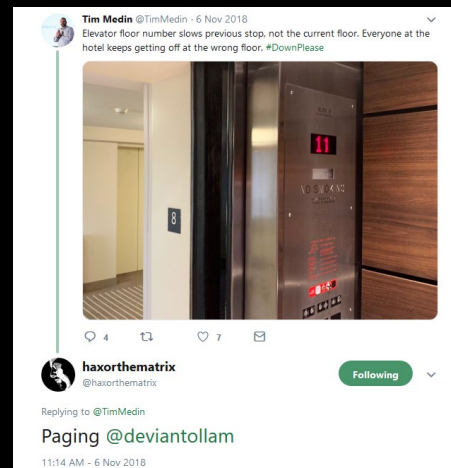 Tim Medin @TimMedin · 6 Nov 2018
Elevator floor number slows previous stop, not the current floor. Everyone at the
hotel keeps getting off at the wrong floor. #DownPlease
8
11
NO SMOKING
4
7
haxorthematrix
@haxorthematrix
Following
Replying to @TimMedin
Paging @deviantollam
11:14 AM - 6 Nov 2018